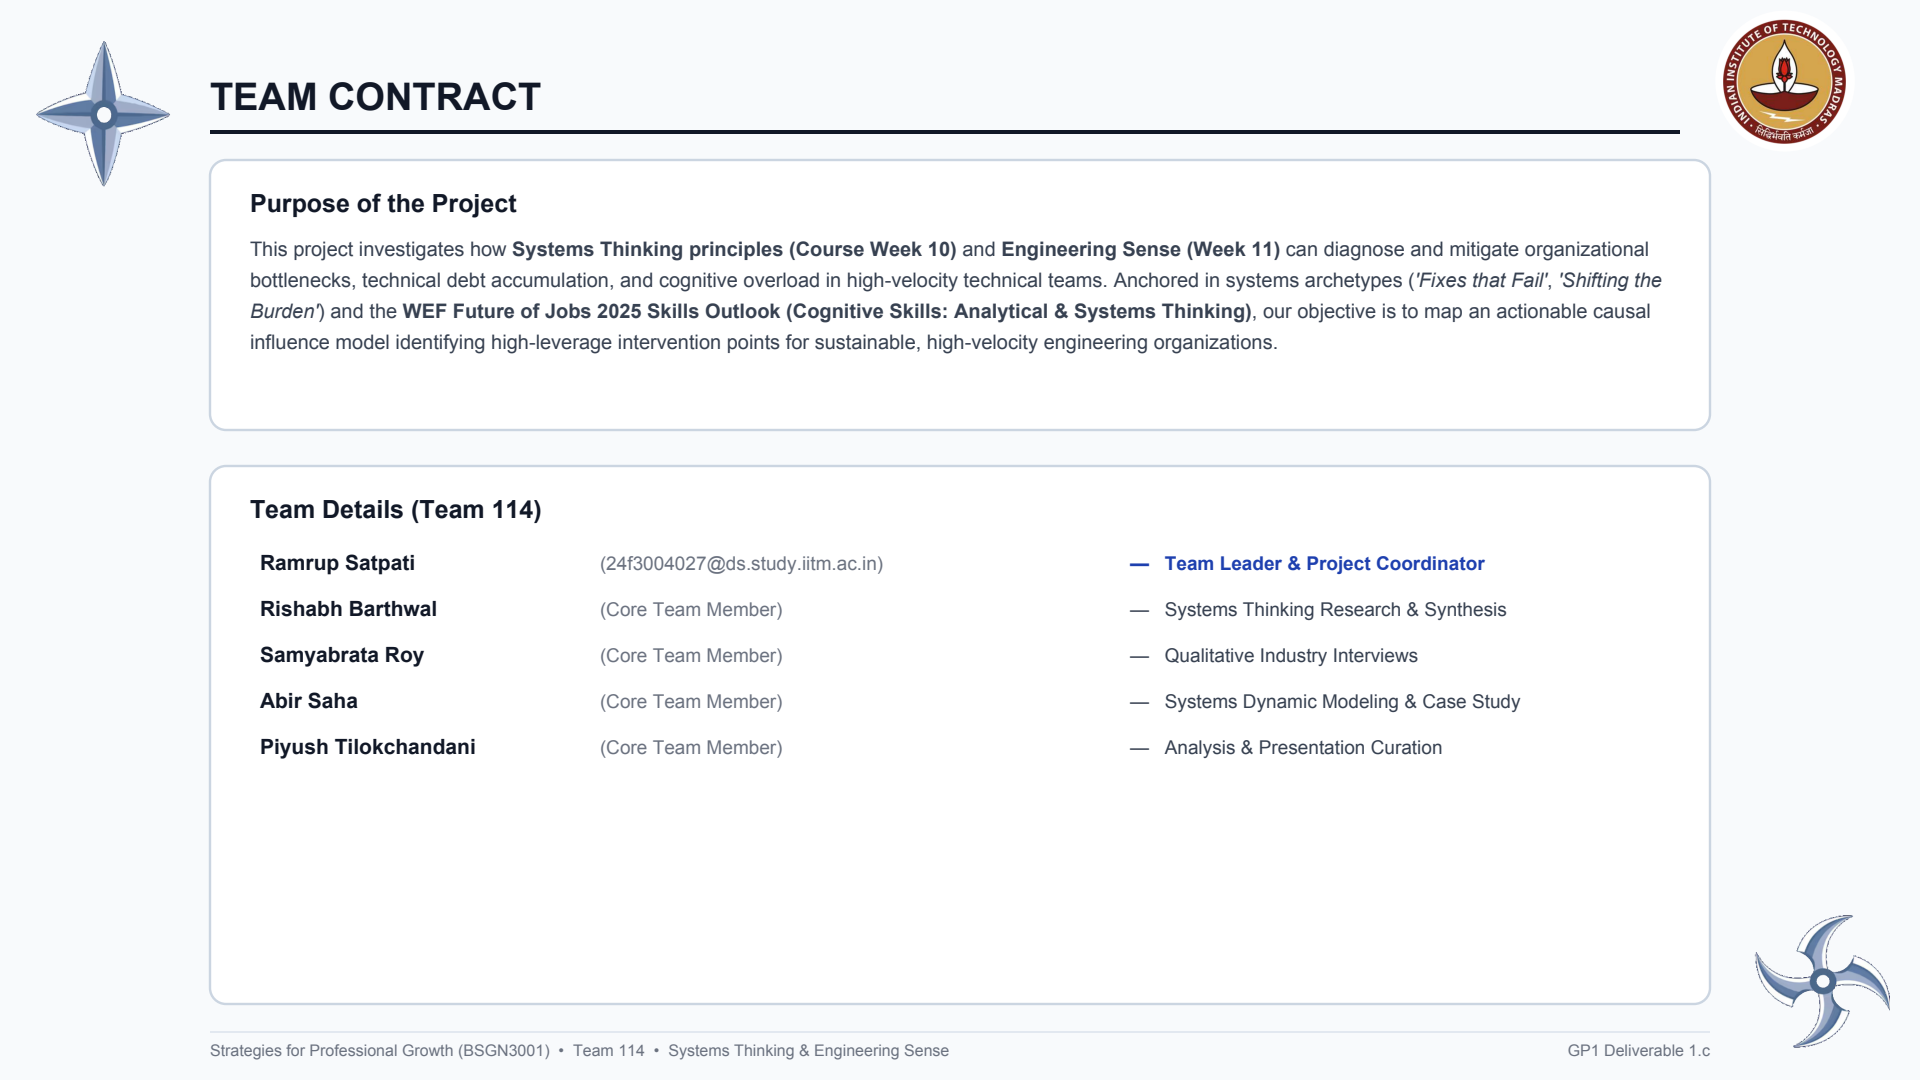 TEAM CONTRACT
INDIAN INSTITUTE OF TECHNOLOGY MADRAS
सिद्धिर्भवति कर्मजा
Purpose of the Project
This project investigates how Systems Thinking principles (Course Week 10) and Engineering Sense (Week 11) can diagnose and mitigate organizational
bottlenecks, technical debt accumulation, and cognitive overload in high-velocity technical teams. Anchored in systems archetypes ('Fixes that Fail', 'Shifting the
Burden') and the WEF Future of Jobs 2025 Skills Outlook (Cognitive Skills: Analytical & Systems Thinking), our objective is to map an actionable causal
influence model identifying high-leverage intervention points for sustainable, high-velocity engineering organizations.
Team Details (Team 114)
Ramrup Satpati (24f3004027@ds.study.iitm.ac.in) — Team Leader & Project Coordinator
Rishabh Barthwal (Core Team Member) — Systems Thinking Research & Synthesis
Samyabrata Roy (Core Team Member) — Qualitative Industry Interviews
Abir Saha (Core Team Member) — Systems Dynamic Modeling & Case Study
Piyush Tilokchandani (Core Team Member) — Analysis & Presentation Curation
Strategies for Professional Growth (BSGN3001) • Team 114 • Systems Thinking & Engineering Sense GP1 Deliverable 1.c